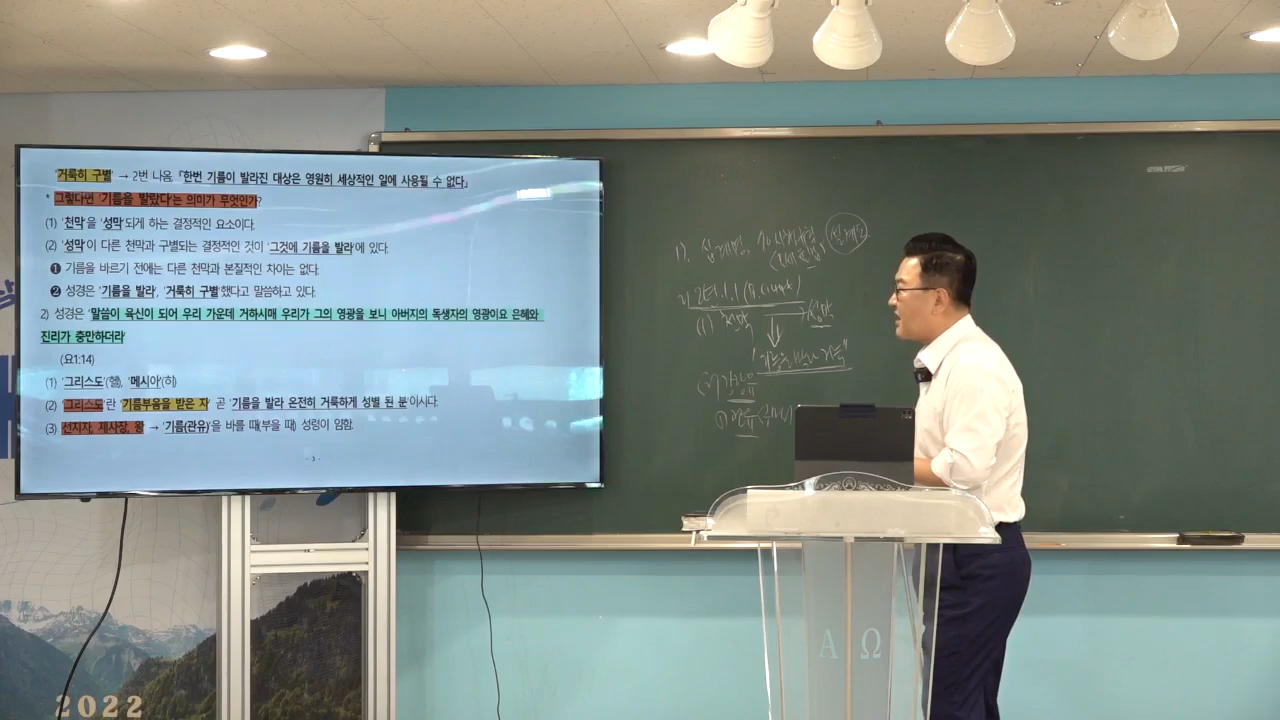 '거룩히 구별' → 2번 나옴, 「한번 기름이 발라진 대상은 영원히 세상적인 일에 사용될 수 없다」
* 그렇다면 '기름을 발랐다'는 의미가 무엇인가?
(1) '천막'을 '성막'되게 하는 결정적인 요소이다.
(2) '성막'이 다른 천막과 구별되는 결정적인 것이 '그것에 기름을 발라'에 있다.
❶ 기름을 바르기 전에는 다른 천막과 본질적인 차이는 없다.
❷ 성경은 '기름을 발라', '거룩히 구별'했다고 말씀하고 있다.
2) 성경은 '말씀이 육신이 되어 우리 가운데 거하시매 우리가 그의 영광을 보니 아버지의 독생자의 영광이요 은혜와
진리가 충만하더라'
(요1:14)
(1) '그리스도'(헬), '메시아'(히)
(2) '그리스도'란 '기름부음을 받은 자' 곧 '기름을 발라 온전히 거룩하게 성별 된 분'이시다.
(3) 선지자, 제사장, 왕 → '기름(관유)'을 바를 때(부을 때) 성령이 임함.
- 3 -
1). 십계명,
(1) 천막 → 성막
Α Ω
2022